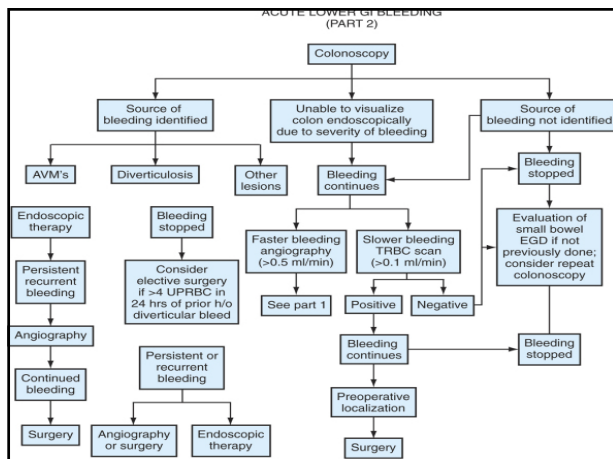 ACUTE LOWER GI BLEEDING
(PART 2)
Colonoscopy
Source of
bleeding identified
Unable to visualize
colon endoscopically
due to severity of bleeding
Source of
bleeding not identified
AVM's
Diverticulosis
Other
lesions
Bleeding
continues
Bleeding
stopped
Endoscopic
therapy
Bleeding
stopped
Faster bleeding
angiography
(>0.5 ml/min)
Slower bleeding
TRBC scan
(>0.1 ml/min)
Evaluation of
small bowel
EGD if not
previously done;
consider repeat
colonoscopy
Persistent
recurrent
bleeding
Consider
elective surgery
if >4 UPRBC in
24 hrs of prior h/o
diverticular bleed
See part 1
Positive
Negative
Angiography
Bleeding
continues
Bleeding
stopped
Continued
bleeding
Persistent or
recurrent
bleeding
Preoperative
localization
Surgery
Angiography
or surgery
Endoscopic
therapy
Surgery